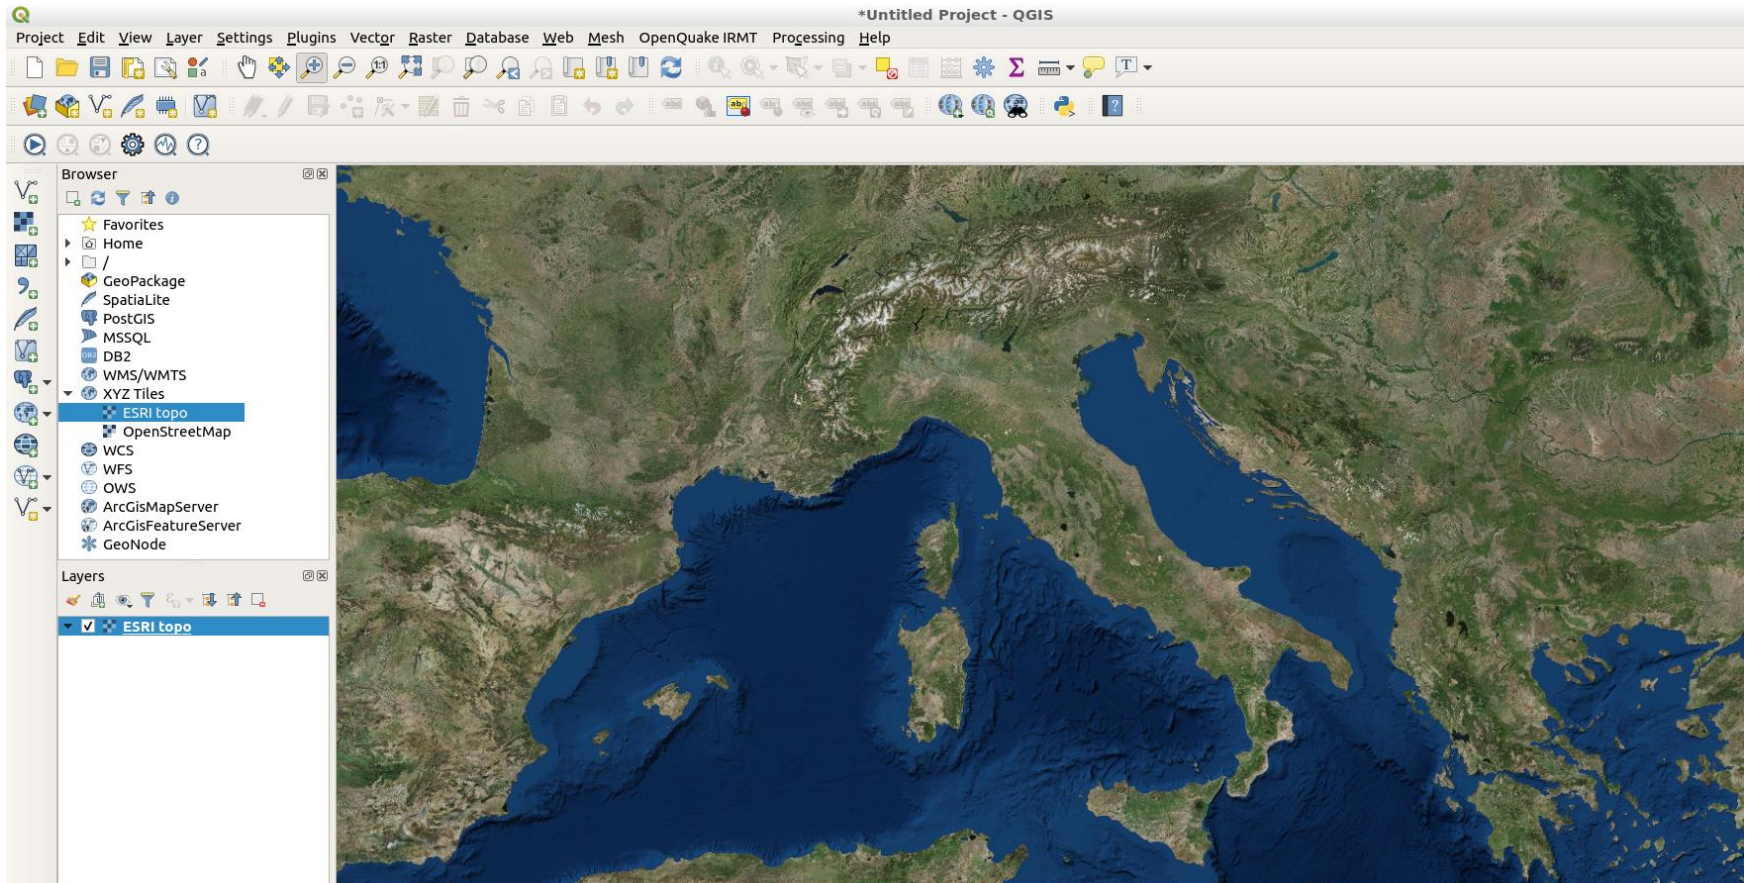 *Untitled Project - QGIS
Project Edit View Layer Settings Plugins Vector Raster Database Web Mesh OpenQuake IRMT Processing Help
Browser
Favorites
Home
/
GeoPackage
SpatiaLite
PostGIS
MSSQL
DB2
WMS/WMTS
XYZ Tiles
ESRI topo
OpenStreetMap
WCS
WFS
OWS
ArcGisMapServer
ArcGisFeatureServer
GeoNode
Layers
ESRI topo